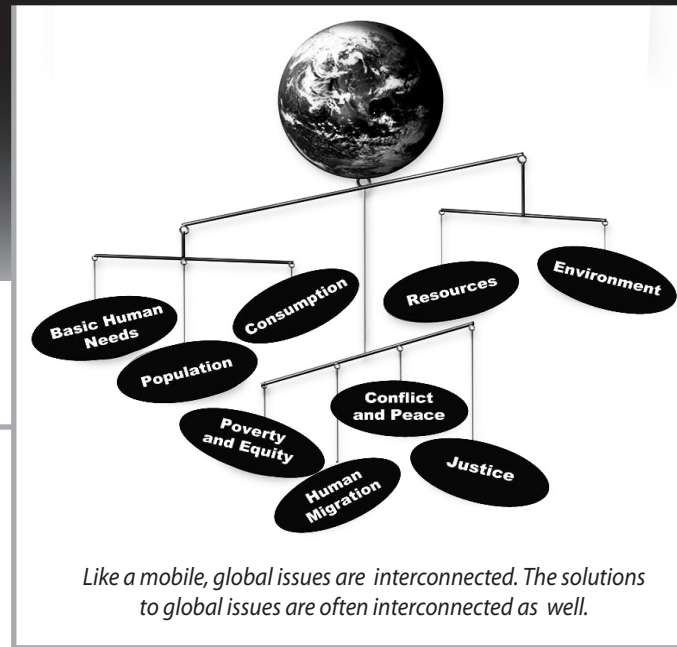 Basic Human
Needs
Population
Consumption
Resources
Environment
Poverty
and Equity
Human
Migration
Conflict
and Peace
Justice
Like a mobile, global issues are interconnected. The solutions
to global issues are often interconnected as well.